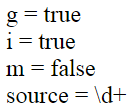 g = true
i = true
m = false
source = \d+